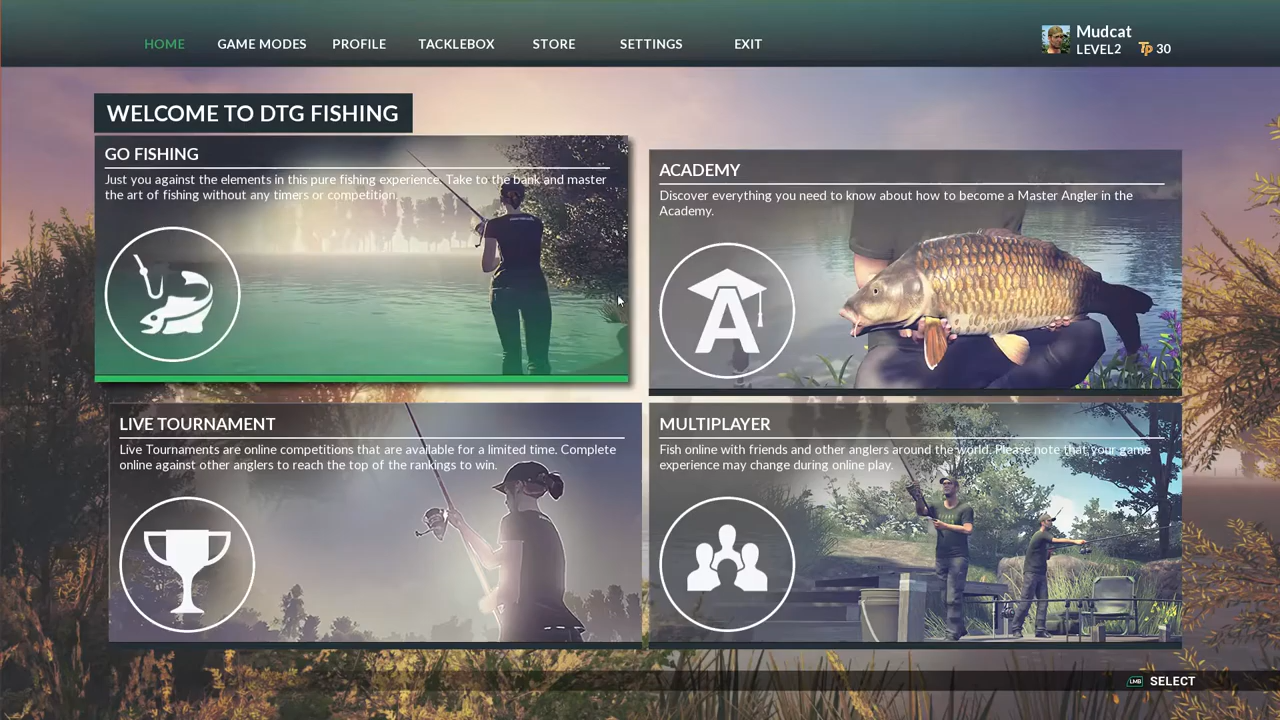 HOME GAME MODES PROFILE TACKLEBOX STORE SETTINGS EXIT
Mudcat
LEVEL2 Tp 30
WELCOME TO DTG FISHING
GO FISHING
Just you against the elements in this pure fishing experience. Take to the bank and master
the art of fishing without any timers or competition.
ACADEMY
Discover everything you need to know about how to become a Master Angler in the
Academy.
A
LIVE TOURNAMENT
Live Tournaments are online competitions that are available for a limited time. Complete
online against other anglers to reach the top of the rankings to win.
MULTIPLAYER
Fish online with friends and other anglers around the world. Please note that your game
experience may change during online play.
LMB SELECT